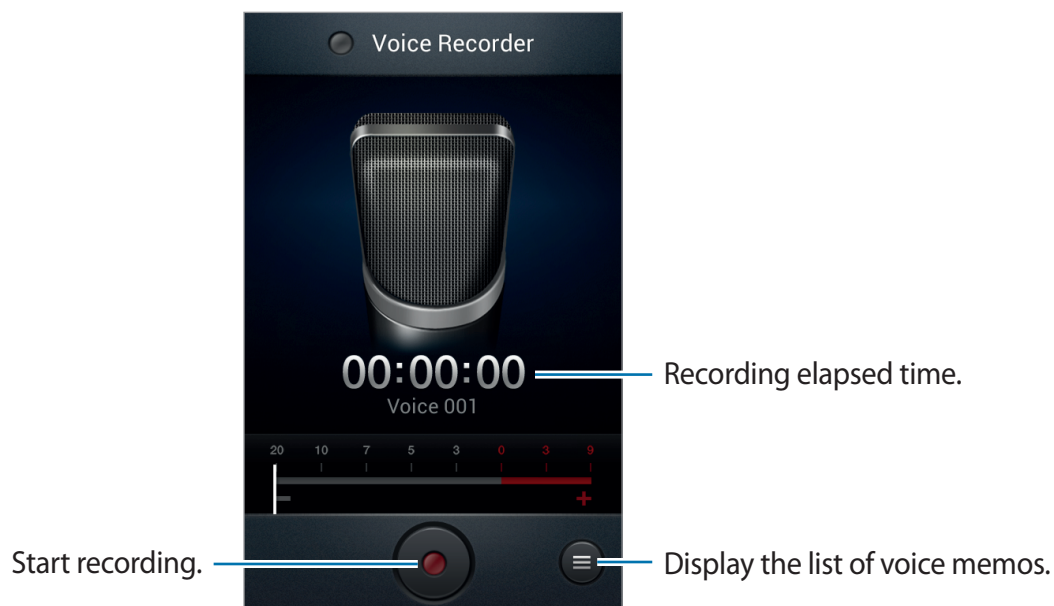 Voice Recorder
00:00:00
Recording elapsed time.
Voice 001
20 10 7 5 3 0 3 9
− +
Start recording.
Display the list of voice memos.